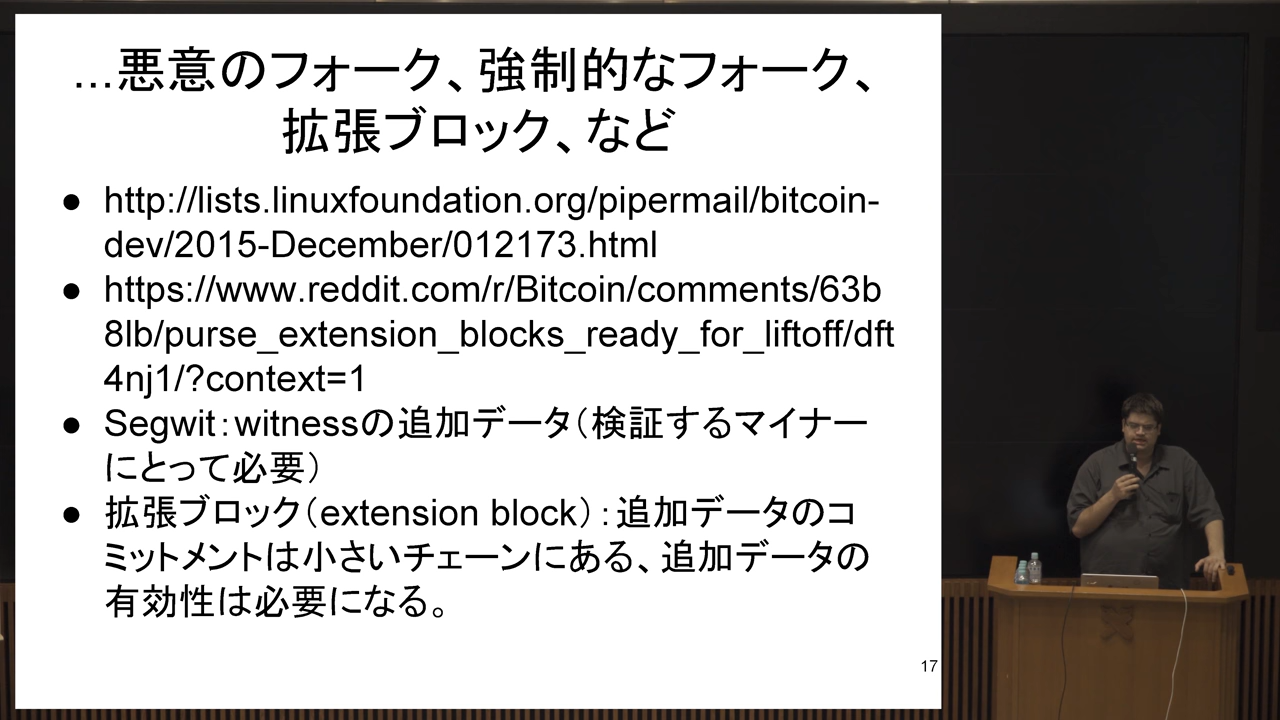 ...悪意のフォーク、強制的なフォーク、
拡張ブロック、など
● http://lists.linuxfoundation.org/pipermail/bitcoin-
dev/2015-December/012173.html
● https://www.reddit.com/r/Bitcoin/comments/63b
8lb/purse_extension_blocks_ready_for_liftoff/dft
4nj1/?context=1
● Segwit：witnessの追加データ（検証するマイナー
にとって必要）
● 拡張ブロック（extension block）：追加データのコ
ミットメントは小さいチェーンにある、追加データの
有効性は必要になる。
17